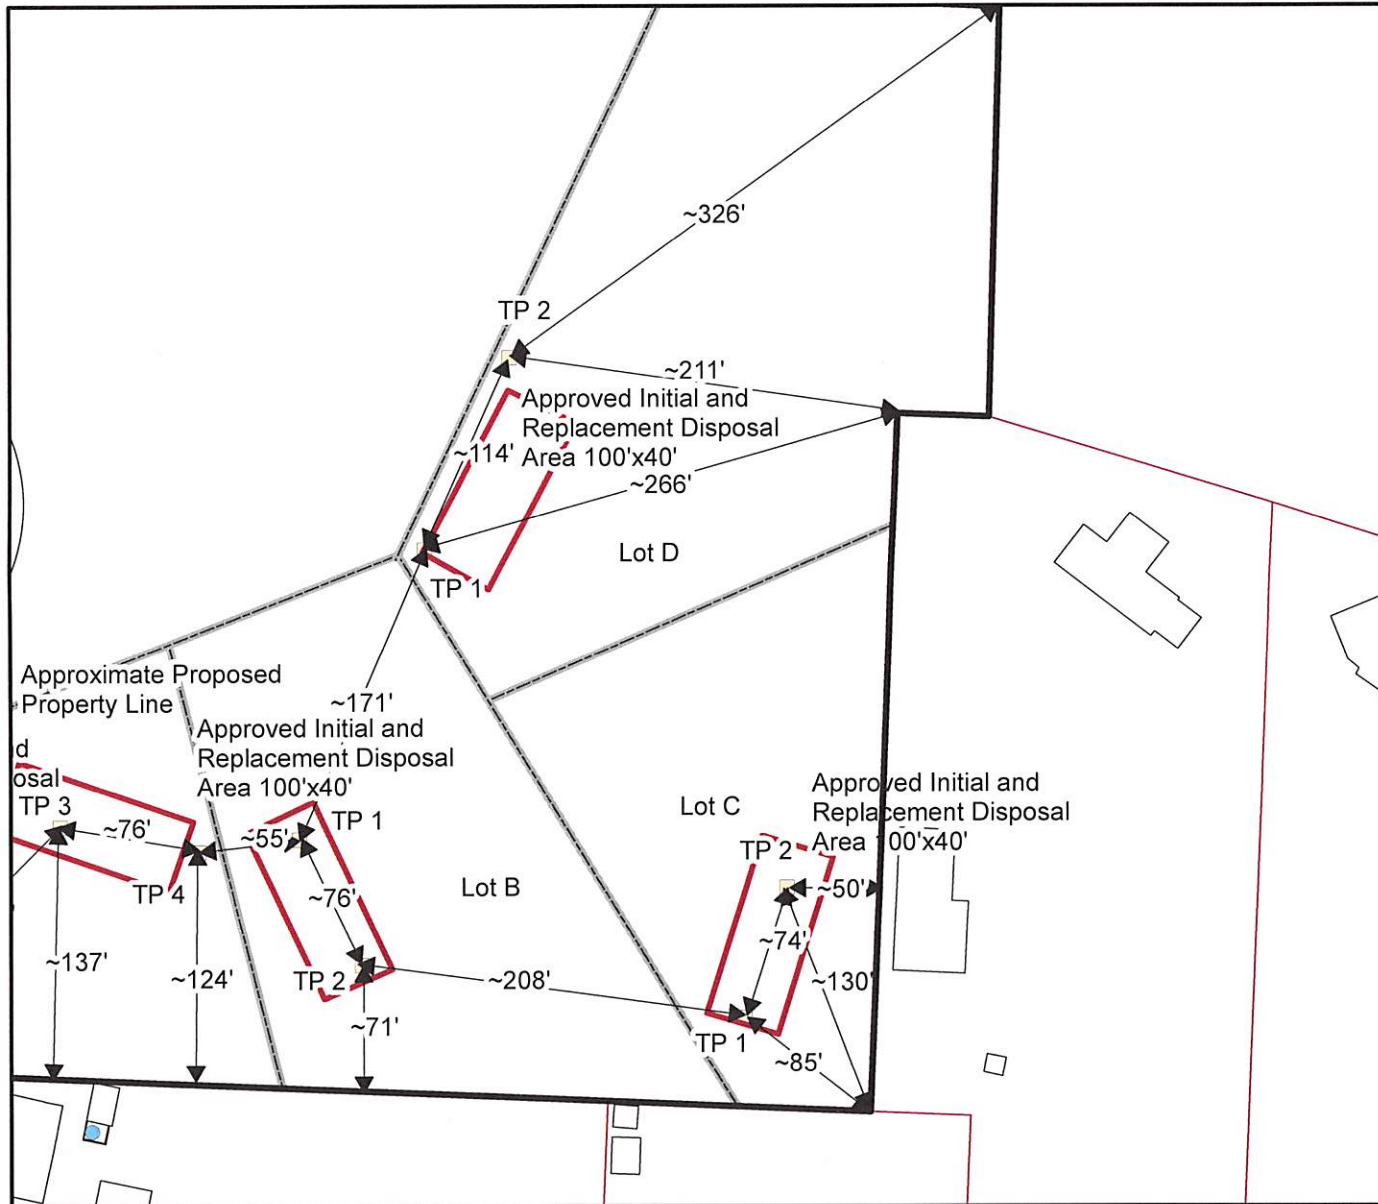 ~326'
TP 2
~211'
Approved Initial and
Replacement Disposal
Area 100'x40'
~114'
~266'
Lot D
TP 1
Approximate Proposed
Property Line
~171'
Approved Initial and
Replacement Disposal
Area 100'x40'
d
osal
TP 3
~76'
TP 4
~55'
TP 1
~76'
Lot B
TP 2
~137'
~124'
~71'
~208'
Lot C
Approved Initial and
Replacement Disposal
Area 00'x40'
TP 2
~50'
~74'
~130'
TP 1
~85'